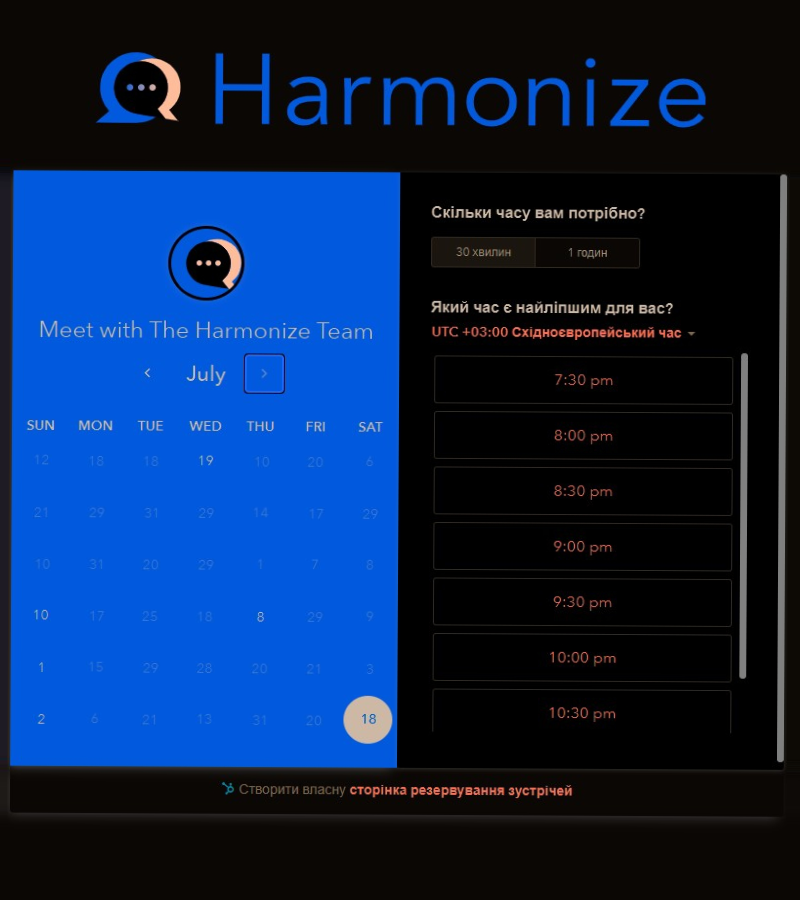 Harmonize
Meet with The Harmonize Team
July
SUN MON TUE WED THU FRI SAT
12 18 18 19 10 20 6
21 29 31 29 14 17 29
10 31 20 29 1 7 8
10 17 25 18 8 29 9
1 15 29 28 20 21 3
2 6 21 13 31 20 18
Скільки часу вам потрібно?
30 хвилин 1 годин
Який час є найліпшим для вас?
UTC +03:00 Східноєвропейський час
7:30 pm
8:00 pm
8:30 pm
9:00 pm
9:30 pm
10:00 pm
10:30 pm
Створити власну сторінка резервування зустрічей